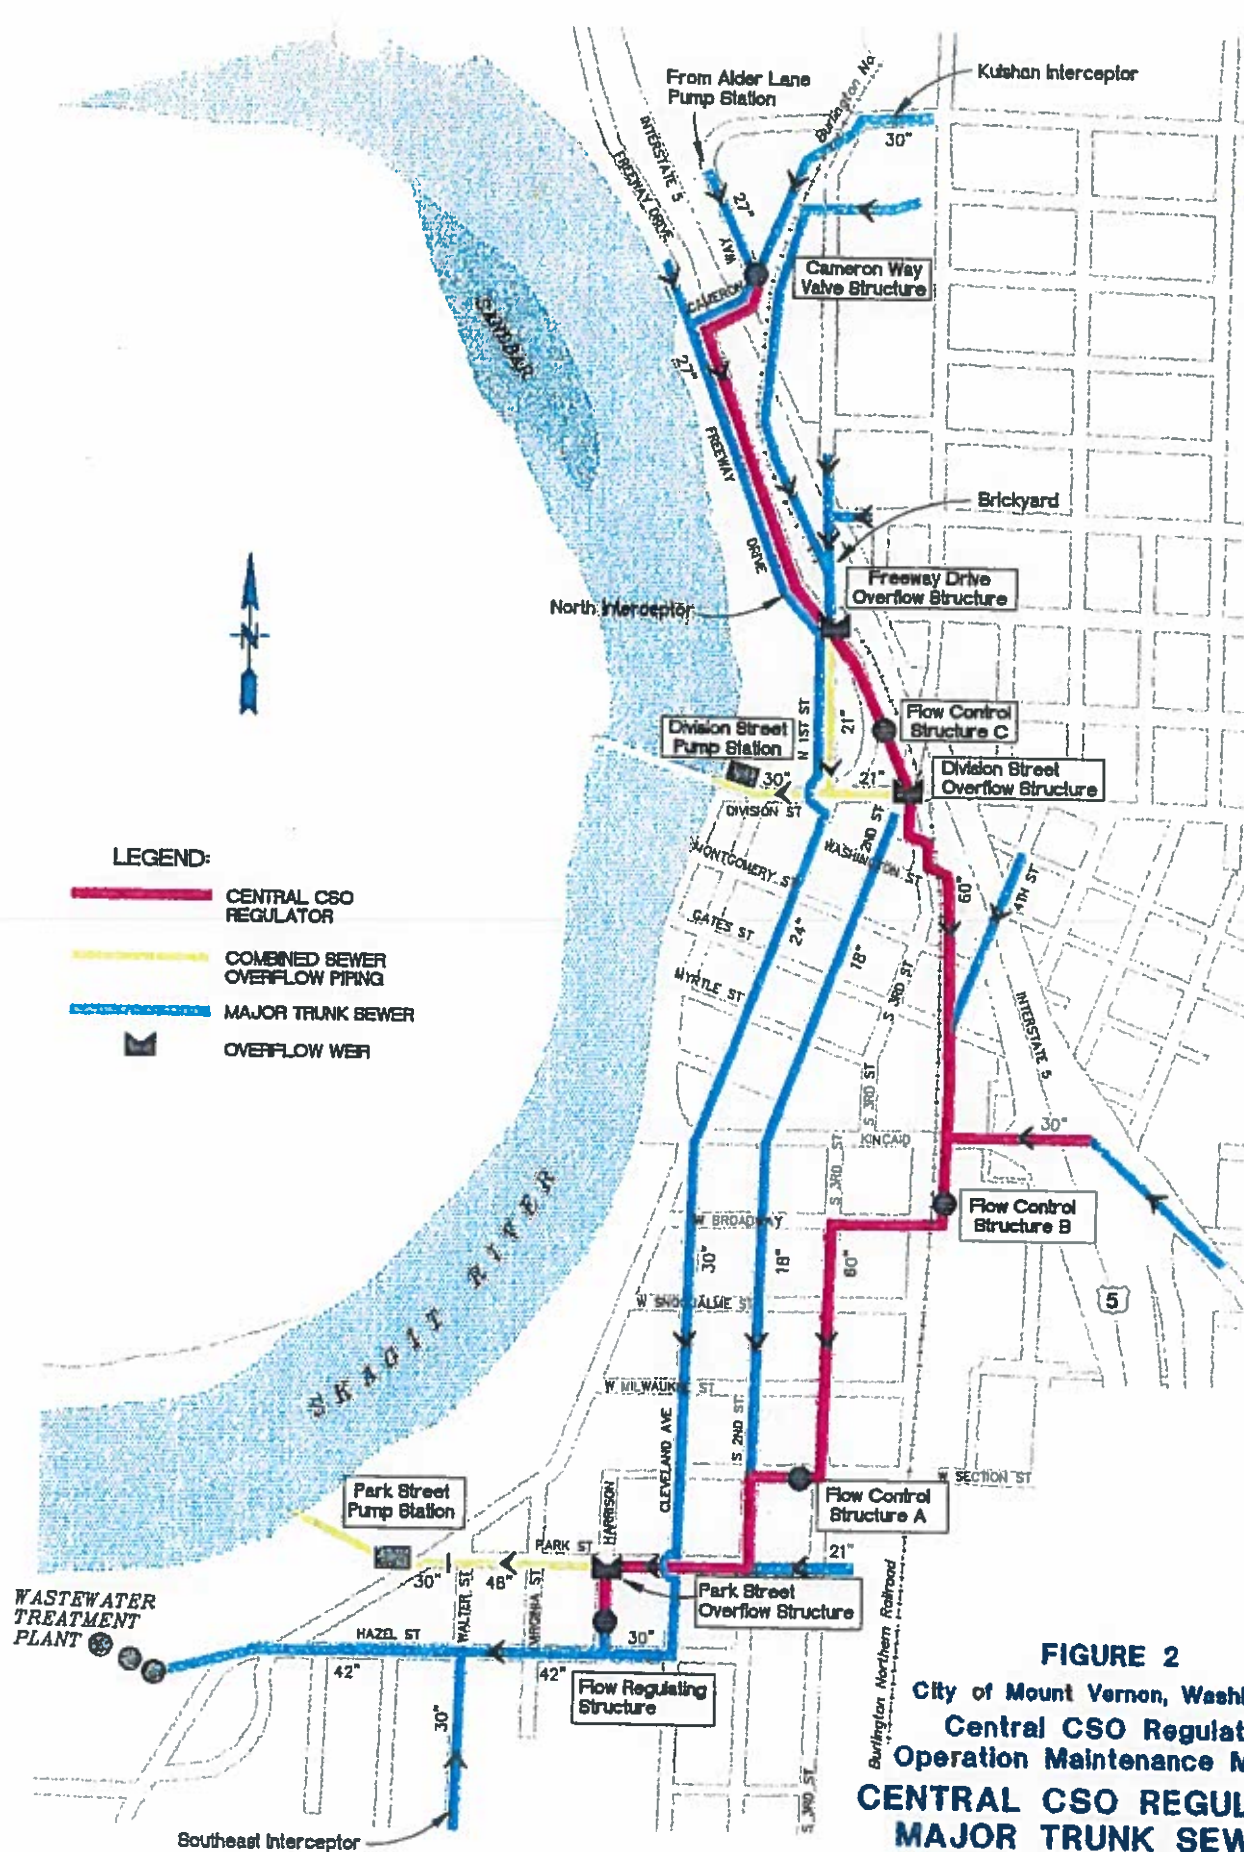 From Alder Lane
Pump Station
Burlington No
Kulshan Interceptor
30"
INTERSTATE 5
FREEWAY DRIVE
27"
WAY
CAMERON
Cameron Way
Valve Structure
SANDBAR
27"
FREEWAY
DRIVE
Brickyard
Freeway Drive
Overflow Structure
North Interceptor
N
N 1ST ST
21"
Flow Control
Structure C
Division Street
Pump Station
30"
21"
Division Street
Overflow Structure
DIVISION ST
2ND ST
WASHINGTON ST
MONTGOMERY ST
60"
4TH ST
GATES ST
24"
18"
MYRTLE ST
S 3RD ST
INTERSTATE 5
LEGEND:
CENTRAL CSO
REGULATOR
COMBINED SEWER
OVERFLOW PIPING
MAJOR TRUNK SEWER
OVERFLOW WEIR
S 3RD ST
KINCAID
30"
S 3RD ST
Flow Control
Structure B
W BROADWAY
30"
18"
60"
SKAGIT RIVER
W SNOQUALMIE ST
5
W MILWAUKEE ST
CLEVELAND AVE
S 2ND ST
W SECTION ST
Park Street
Pump Station
HARRISON
Flow Control
Structure A
PARK ST
21"
30"
48"
WALTER ST
VIRGINIA ST
Park Street
Overflow Structure
WASTEWATER
TREATMENT
PLANT
HAZEL ST
30"
42"
42"
Flow Regulating
Structure
30"
Burlington Northern Railroad
S 3RD ST
Southeast Interceptor
FIGURE 2
City of Mount Vernon, Washi
Central CSO Regulat
Operation Maintenance M
CENTRAL CSO REGUL
MAJOR TRUNK SEW